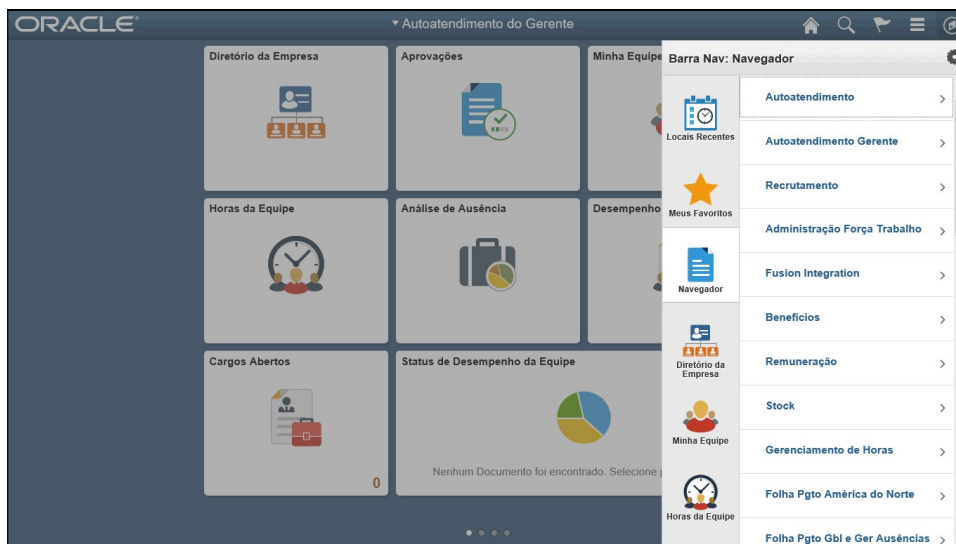 ORACLE
Autoatendimento do Gerente
Diretório da Empresa
Aprovações
Minha Equipe
Horas da Equipe
Análise de Ausência
Desempenho
Cargos Abertos
0
Status de Desempenho da Equipe
Nenhum Documento foi encontrado. Selecione
Barra Nav: Navegador
Locais Recentes
Meus Favoritos
Navegador
Diretório da
Empresa
Minha Equipe
Horas da Equipe
Autoatendimento
Autoatendimento Gerente
Recrutamento
Administração Força Trabalho
Fusion Integration
Benefícios
Remuneração
Stock
Gerenciamento de Horas
Folha Pgto América do Norte
Folha Pgto Gbl e Ger Ausências